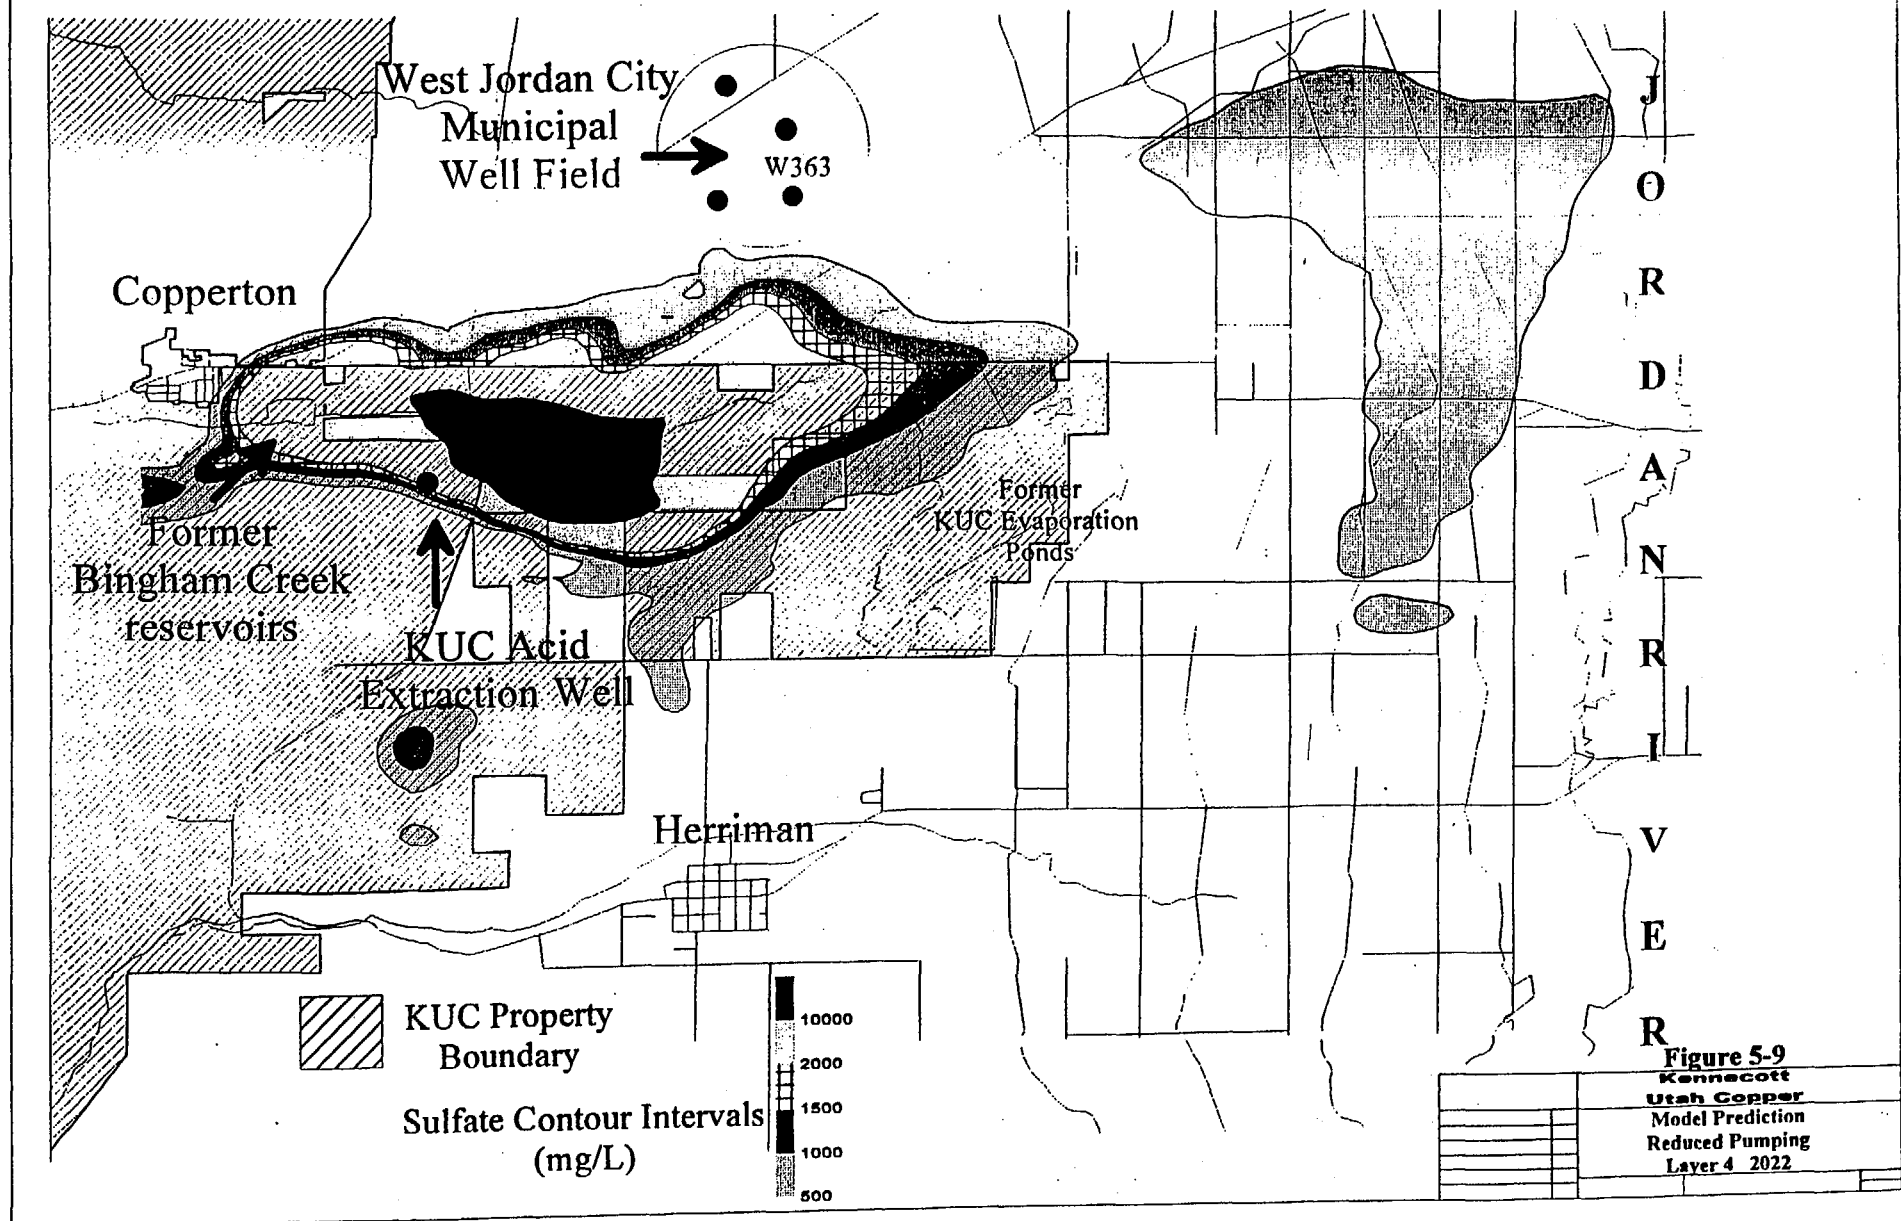 West Jordan City
Municipal
Well Field
W363
Copperton
Former
Bingham Creek
reservoirs
KUC Acid
Extraction Well
Former
KUC Evaporation
Ponds
Herriman
J
O
R
D
A
N
R
I
V
E
R
KUC Property
Boundary
Sulfate Contour Intervals
(mg/L)
10000
2000
1500
1000
500
Figure 5-9
Kennecott
Utah Copper
Model Prediction
Reduced Pumping
Layer 4 2022